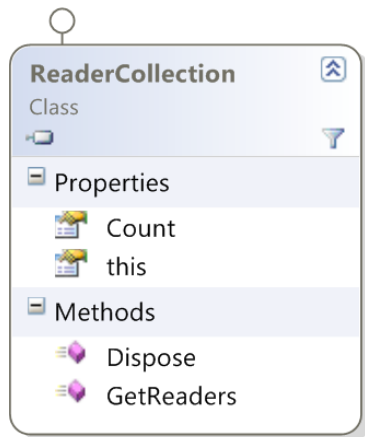 ReaderCollection
Class
Properties
Count
this
Methods
Dispose
GetReaders